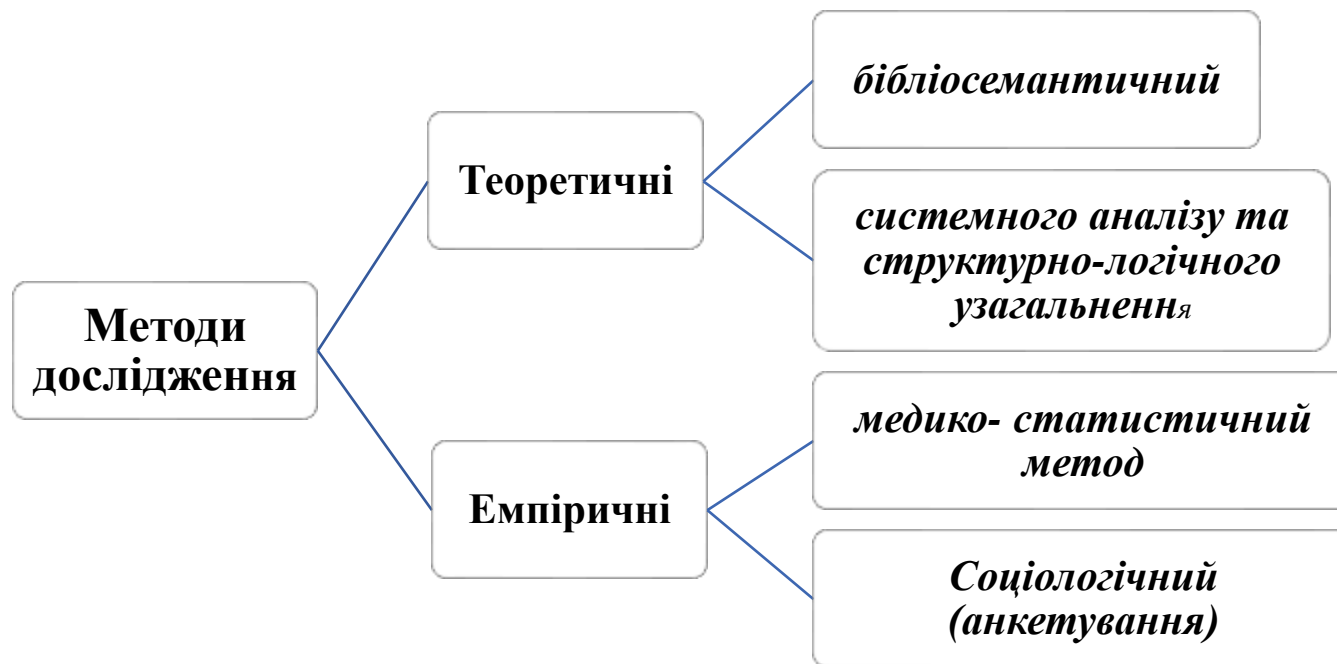 Методи
дослідження
Теоретичні
бібліосемантичний
системного аналізу та
структурно-логічного
узагальнення
Емпіричні
медико- статистичний
метод
Соціологічний
(анкетування)